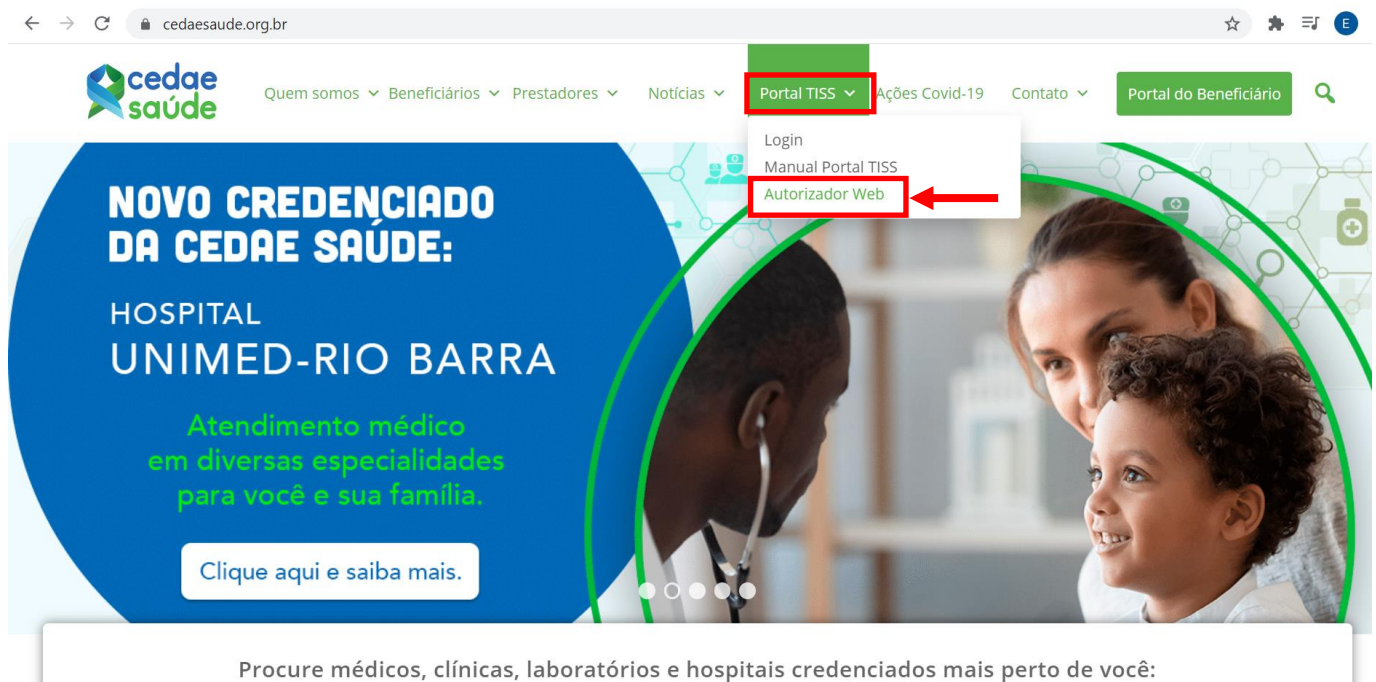 cedaesaude.org.br
E
cedae
saúde
Quem somos Beneficiários Prestadores Notícias Portal TISS Ações Covid-19 Contato Portal do Beneficiário
Login
Manual Portal TISS
Autorizador Web
NOVO CREDENCIADO
DA CEDAE SAÚDE:
HOSPITAL
UNIMED-RIO BARRA
Atendimento médico
em diversas especialidades
para você e sua família.
Clique aqui e saiba mais.
Procure médicos, clínicas, laboratórios e hospitais credenciados mais perto de você: